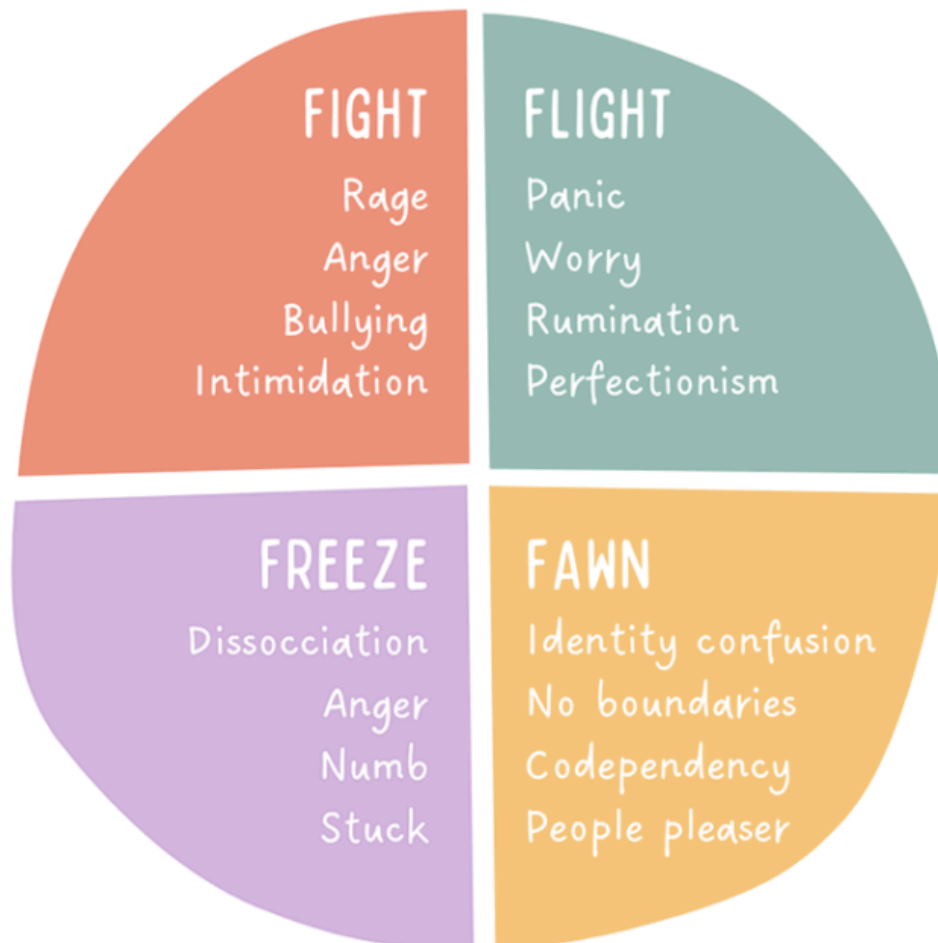 FIGHT
Rage
Anger
Bullying
Intimidation
FLIGHT
Panic
Worry
Rumination
Perfectionism
FREEZE
Dissocciation
Anger
Numb
Stuck
FAWN
Identity confusion
No boundaries
Codependency
People pleaser